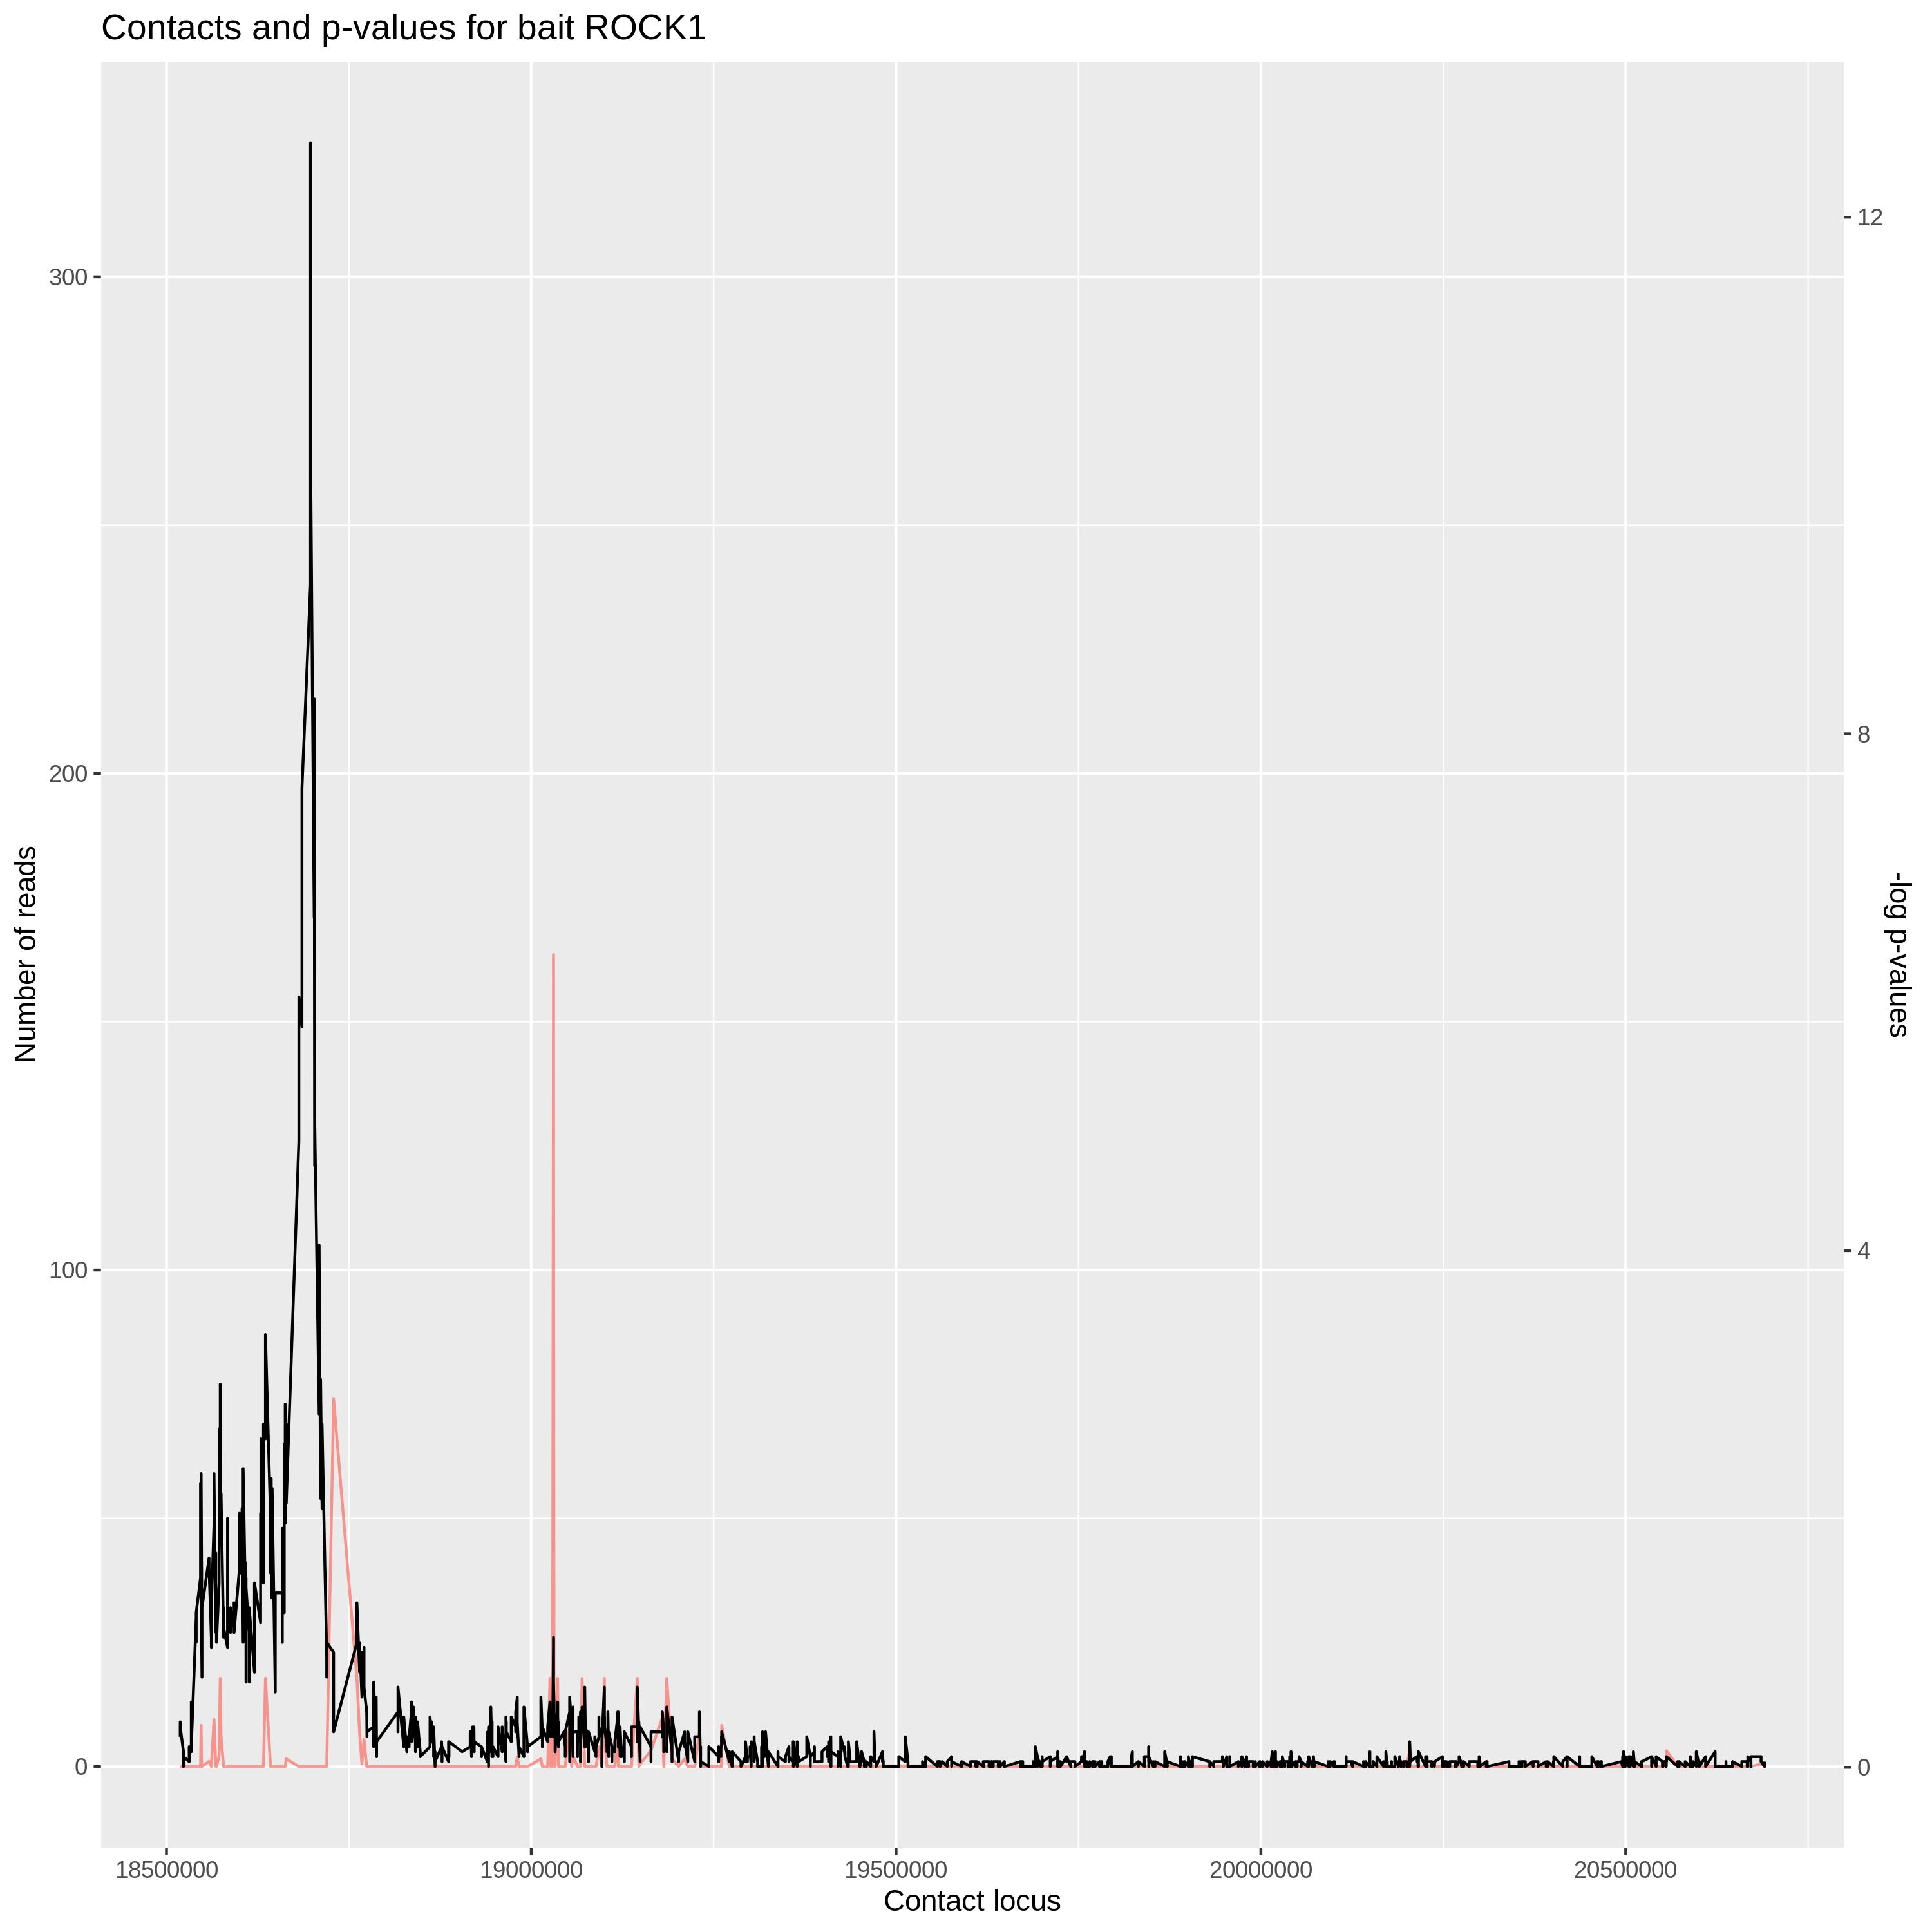 Contacts and p-values for bait ROCK1
300
200
100
0
12
8
4
0
Number of reads
-log p-values
18500000 19000000 19500000 20000000 20500000
Contact locus